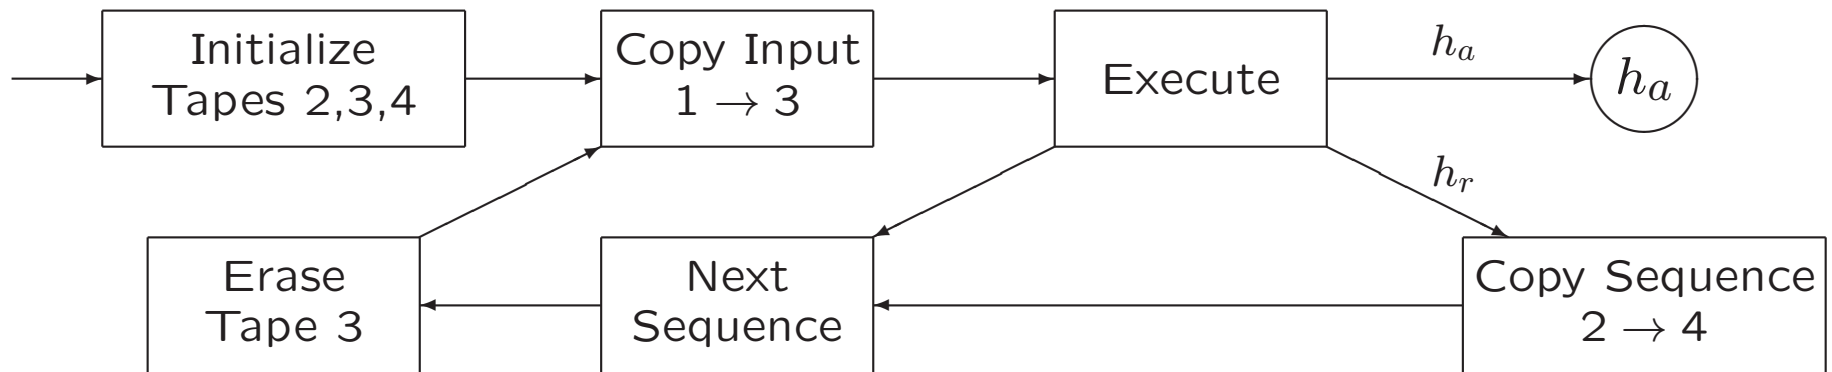 Initialize
Tapes 2,3,4
Copy Input
1 → 3
Execute
h_a
h_a
h_r
Erase
Tape 3
Next
Sequence
Copy Sequence
2 → 4